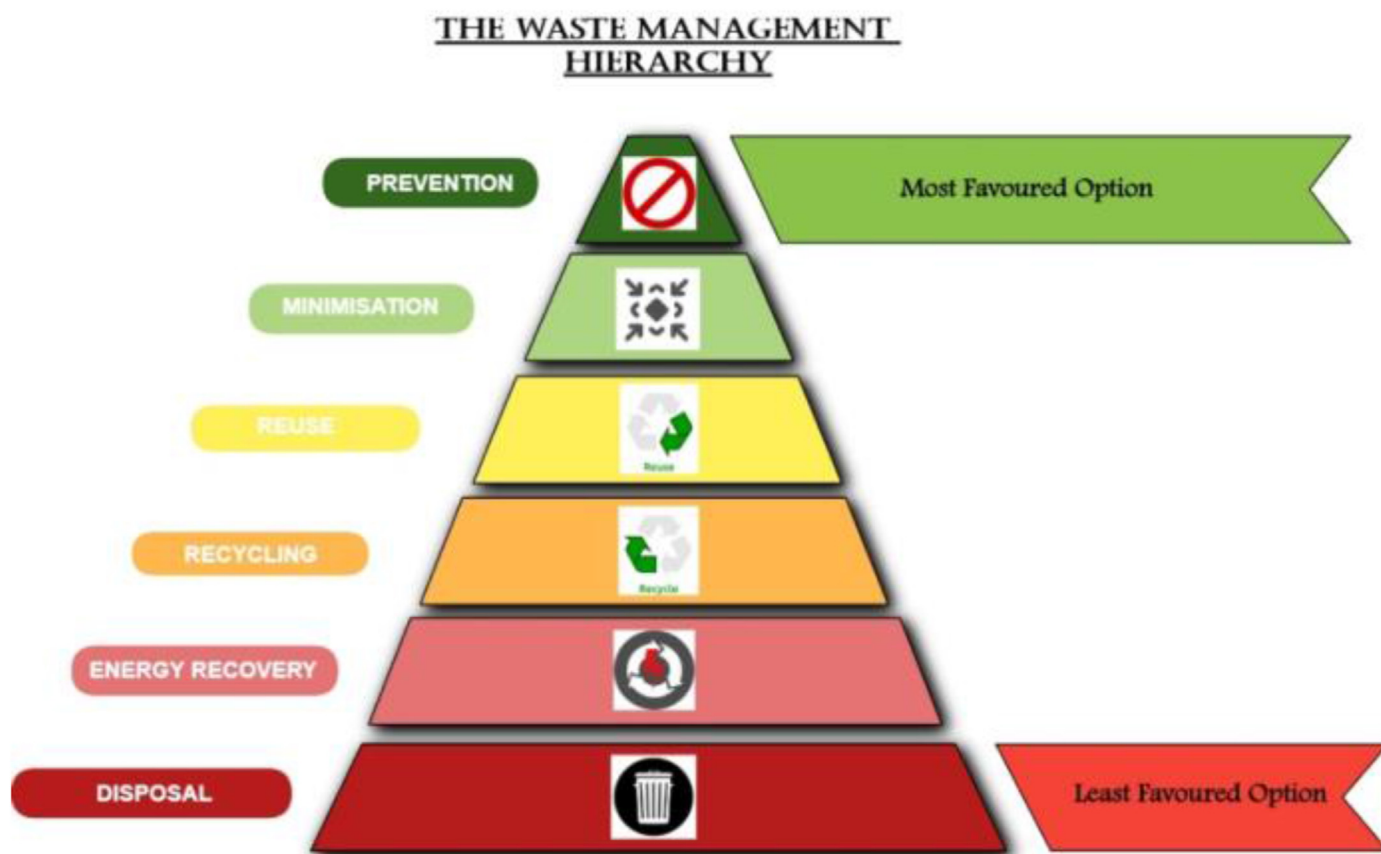 THE WASTE MANAGEMENT
HIERARCHY
PREVENTION
Most Favoured Option
MINIMISATION
REUSE
Reuse
RECYCLING
Recycle
ENERGY RECOVERY
DISPOSAL
Least Favoured Option